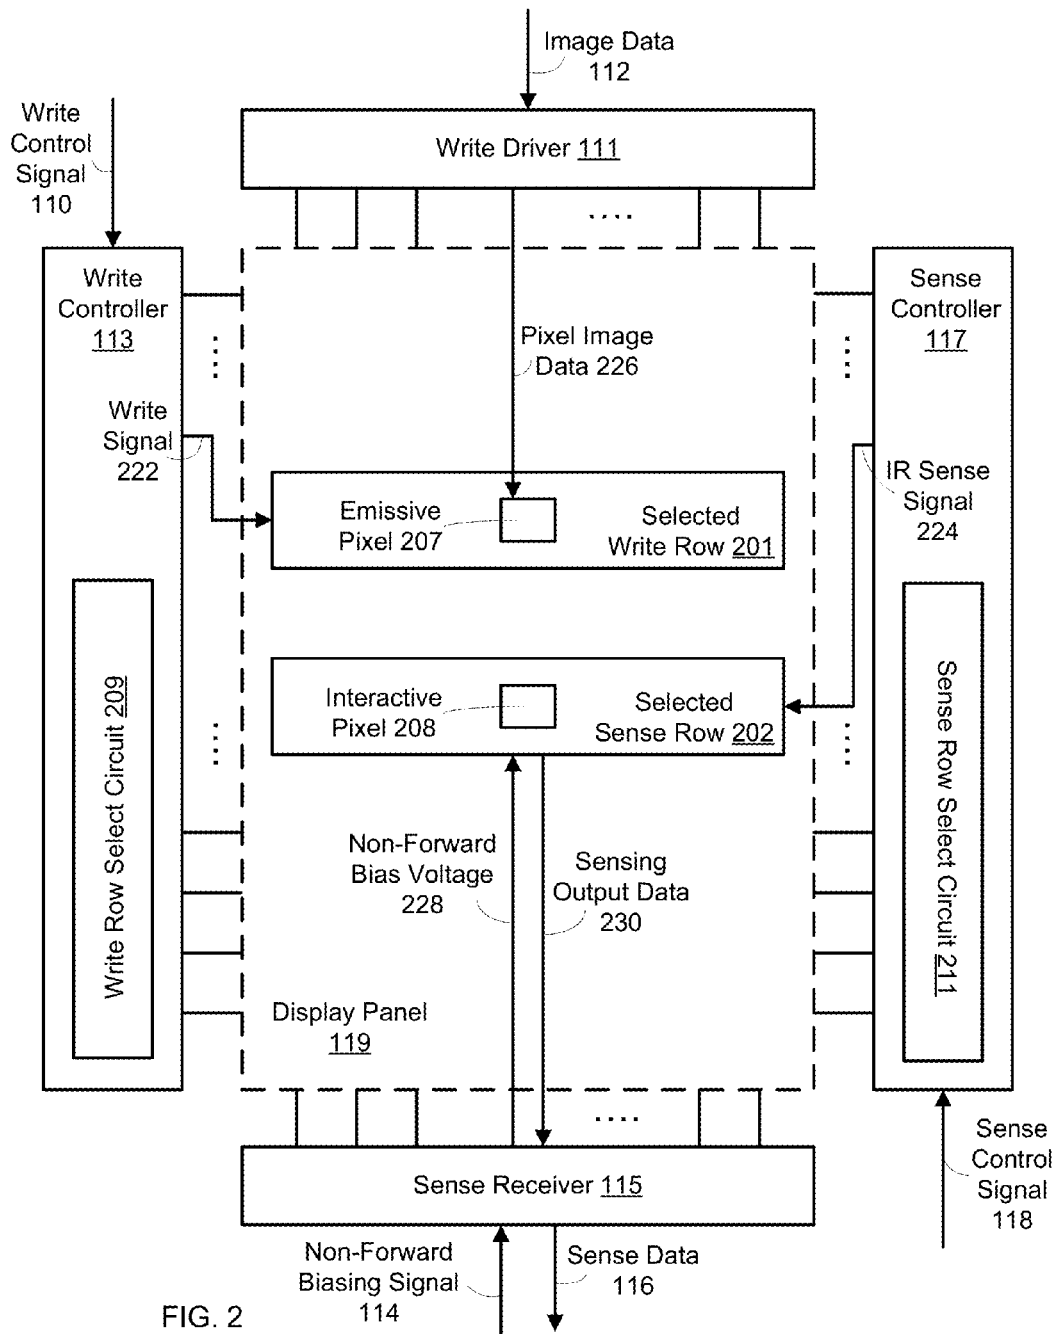 Image Data
112
Write
Control
Signal
110
Write Driver 111
Write
Controller
113
Sense
Controller
117
Pixel Image
Data 226
Write
Signal
222
IR Sense
Signal
224
Emissive
Pixel 207
Selected
Write Row 201
Interactive
Pixel 208
Selected
Sense Row 202
Write Row Select Circuit 209
Sense Row Select Circuit 211
Non-Forward
Bias Voltage
228
Sensing
Output Data
230
Display Panel
119
Sense Receiver 115
Sense
Control
Signal
118
Non-Forward
Biasing Signal
114
Sense Data
116
FIG. 2